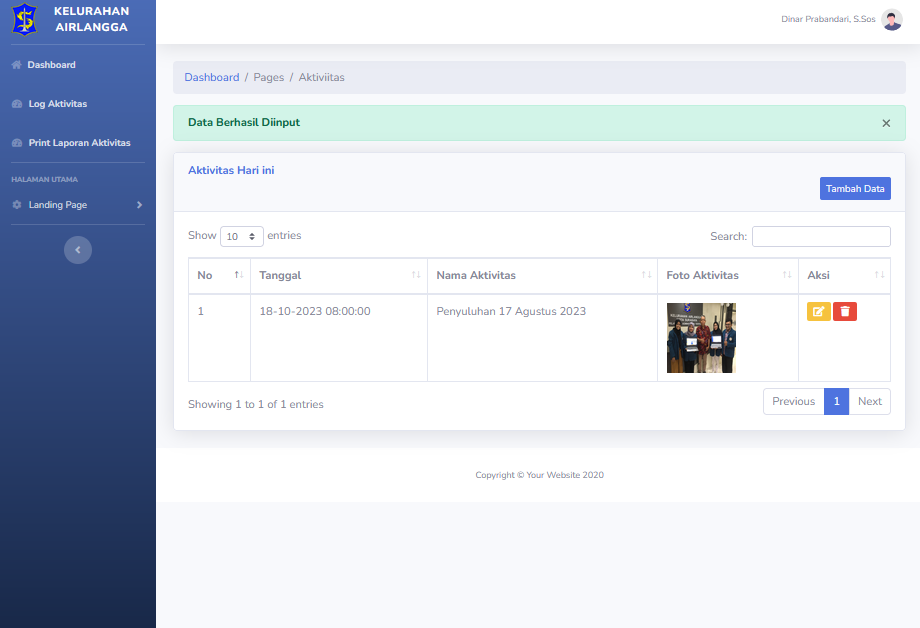 KELURAHAN
AIRLANGGA
Dinar Prabandari, S.Sos
Dashboard
Log Aktivitas
Print Laporan Aktivitas
HALAMAN UTAMA
Landing Page
Dashboard / Pages / Aktiviitas
Data Berhasil Diinput ×
Aktivitas Hari ini
Tambah Data
Show 10 entries
Search:
No Tanggal Nama Aktivitas Foto Aktivitas Aksi
1 18-10-2023 08:00:00 Penyuluhan 17 Agustus 2023
KELURAHAN AIRLANGGA
Showing 1 to 1 of 1 entries
Previous 1 Next
Copyright © Your Website 2020